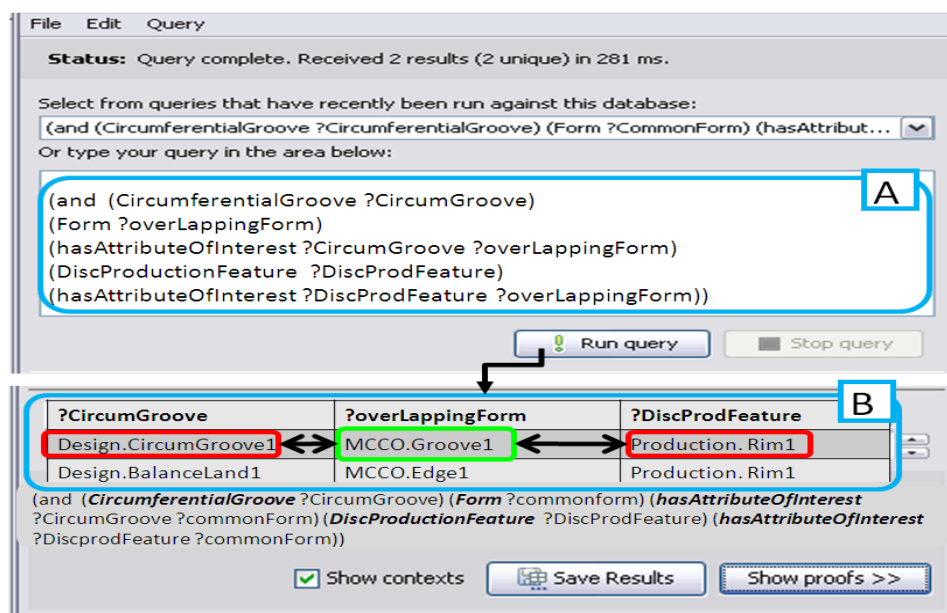 File Edit Query
Status: Query complete. Received 2 results (2 unique) in 281 ms.
Select from queries that have recently been run against this database:
(and (CircumferentialGroove ?CircumferentialGroove) (Form ?CommonForm) (hasAttribut...
Or type your query in the area below:
A
(and (CircumferentialGroove ?CircumGroove)
(Form ?overLappingForm)
(hasAttributeOfInterest ?CircumGroove ?overLappingForm)
(DiscProductionFeature ?DiscProdFeature)
(hasAttributeOfInterest ?DiscProdFeature ?overLappingForm))
Run query Stop query
B
?CircumGroove ?overLappingForm ?DiscProdFeature
Design.CircumGroove1 MCCO.Groove1 Production. Rim1
Design.BalanceLand1 MCCO.Edge1 Production. Rim1
(and (CircumferentialGroove ?CircumGroove) (Form ?commonform) (hasAttributeOfInterest
?CircumGroove ?commonForm) (DiscProductionFeature ?DiscProdFeature) (hasAttributeOfInterest
?DiscprodFeature ?commonForm))
Show contexts Save Results Show proofs >>